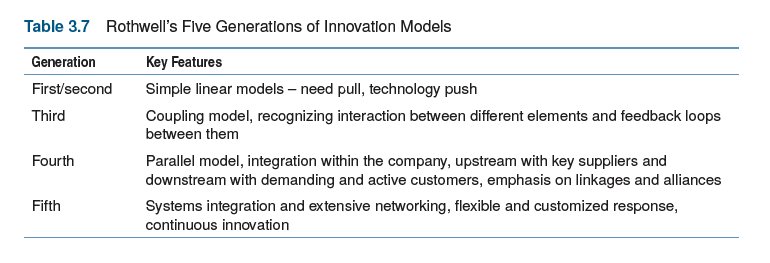 Table 3.7 Rothwell's Five Generations of Innovation Models
Generation Key Features
First/second Simple linear models – need pull, technology push
Third Coupling model, recognizing interaction between different elements and feedback loops
between them
Fourth Parallel model, integration within the company, upstream with key suppliers and
downstream with demanding and active customers, emphasis on linkages and alliances
Fifth Systems integration and extensive networking, flexible and customized response,
continuous innovation